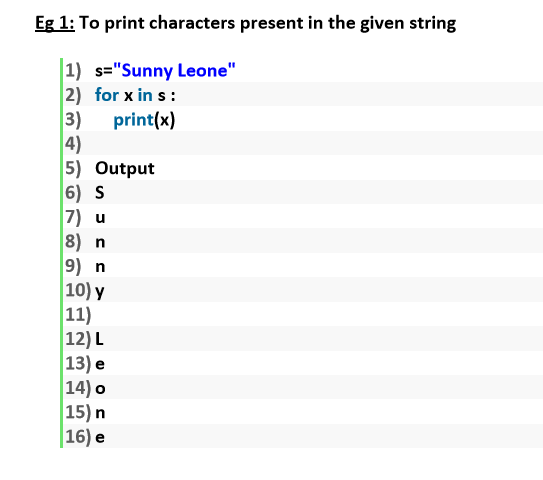 Eg 1: To print characters present in the given string
1) s="Sunny Leone"
2) for x in s :
3) print(x)
4)
5) Output
6) S
7) u
8) n
9) n
10) y
11)
12) L
13) e
14) o
15) n
16) e